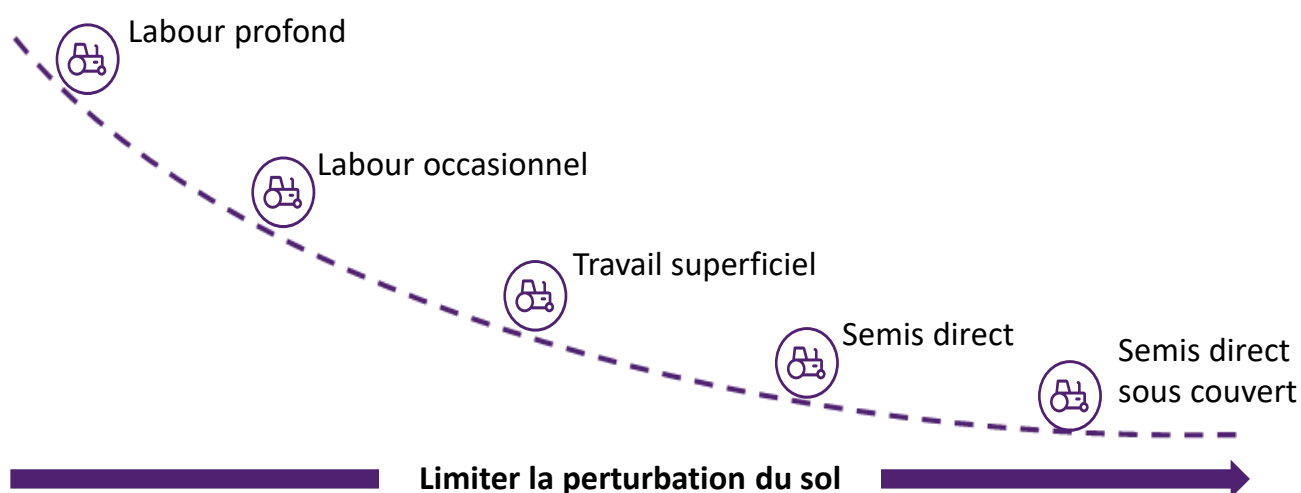 Labour profond
Labour occasionnel
Travail superficiel
Semis direct
Semis direct
sous couvert
Limiter la perturbation du sol